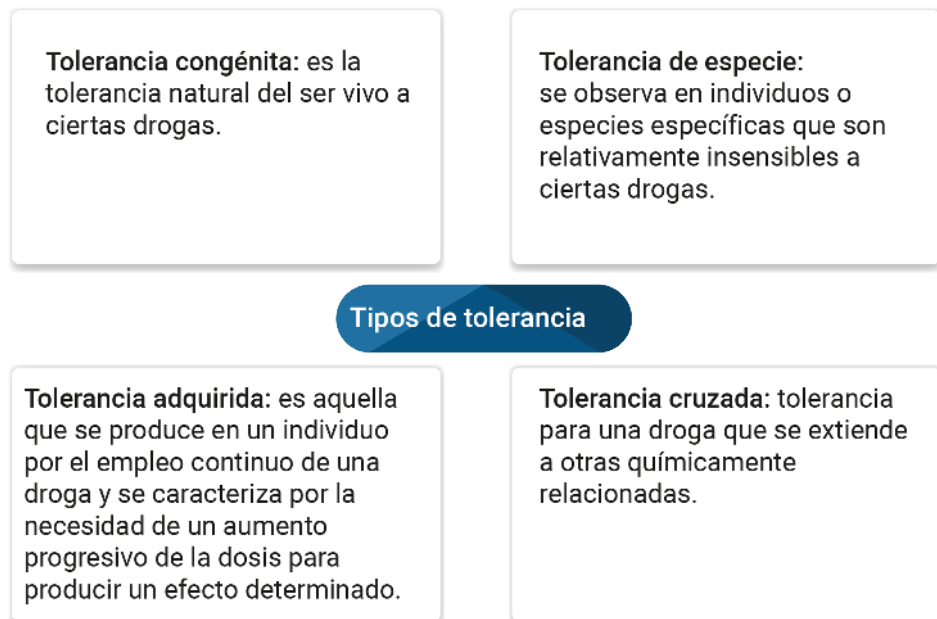 Tolerancia congénita: es la
tolerancia natural del ser vivo a
ciertas drogas.
Tolerancia de especie:
se observa en individuos o
especies específicas que son
relativamente insensibles a
ciertas drogas.
Tipos de tolerancia
Tolerancia adquirida: es aquella
que se produce en un individuo
por el empleo continuo de una
droga y se caracteriza por la
necesidad de un aumento
progresivo de la dosis para
producir un efecto determinado.
Tolerancia cruzada: tolerancia
para una droga que se extiende
a otras químicamente
relacionadas.